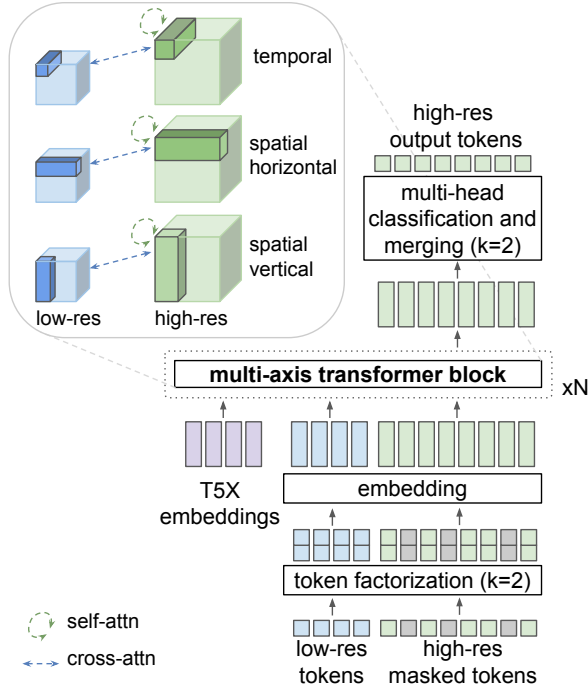 temporal
spatial
horizontal
spatial
vertical
low-res
high-res
high-res
output tokens
multi-head
classification and
merging (k=2)
multi-axis transformer block
xN
T5X
embeddings
embedding
token factorization (k=2)
low-res
tokens
high-res
masked tokens
self-attn
cross-attn